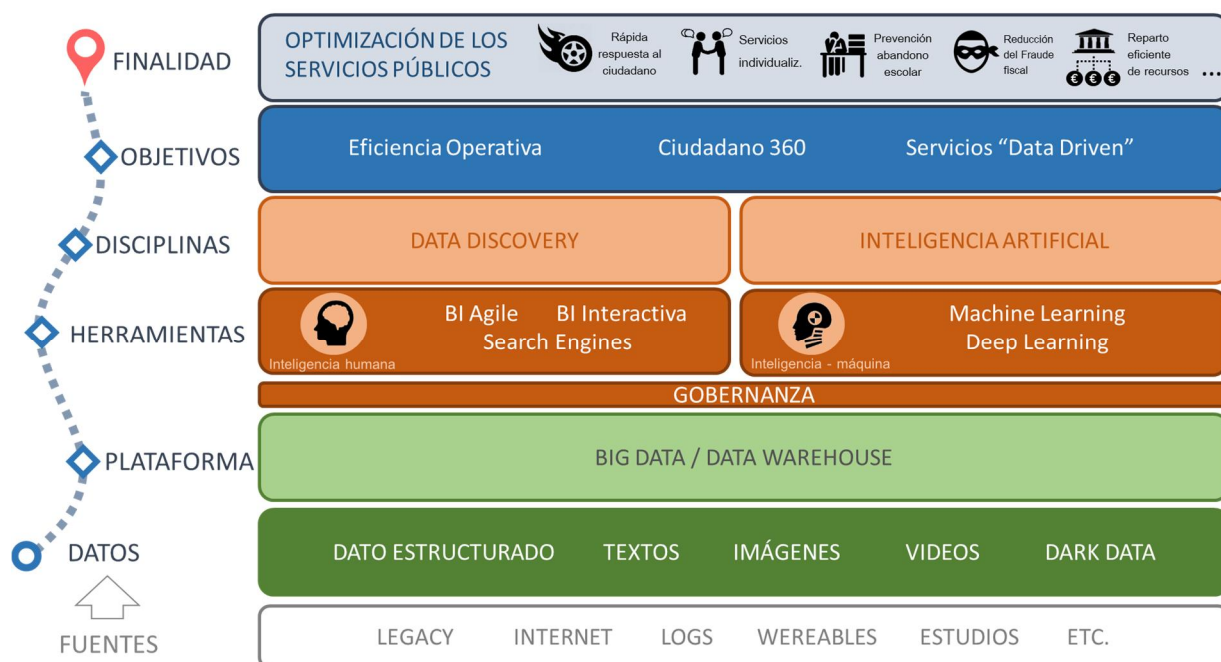 FINALIDAD
OPTIMIZACIÓN DE LOS
SERVICIOS PÚBLICOS
Rápida
respuesta al
ciudadano
Servicios
individualiz.
Prevención
abandono
escolar
Reducción
del Fraude
fiscal
Reparto
eficiente
de recursos
...
OBJETIVOS
Eficiencia Operativa
Ciudadano 360
Servicios “Data Driven”
DISCIPLINAS
DATA DISCOVERY
INTELIGENCIA ARTIFICIAL
HERRAMIENTAS
Inteligencia humana
BI Agile BI Interactiva
Search Engines
Inteligencia - máquina
Machine Learning
Deep Learning
GOBERNANZA
PLATAFORMA
BIG DATA / DATA WAREHOUSE
DATOS
DATO ESTRUCTURADO TEXTOS IMÁGENES VIDEOS DARK DATA
FUENTES
LEGACY INTERNET LOGS WEREABLES ESTUDIOS ETC.